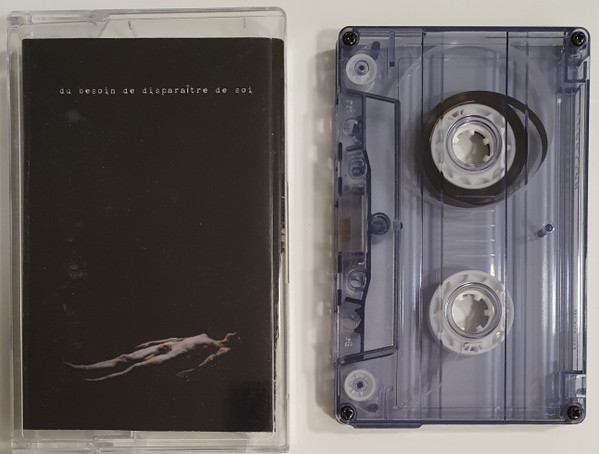 du besoin de disparaître de soi